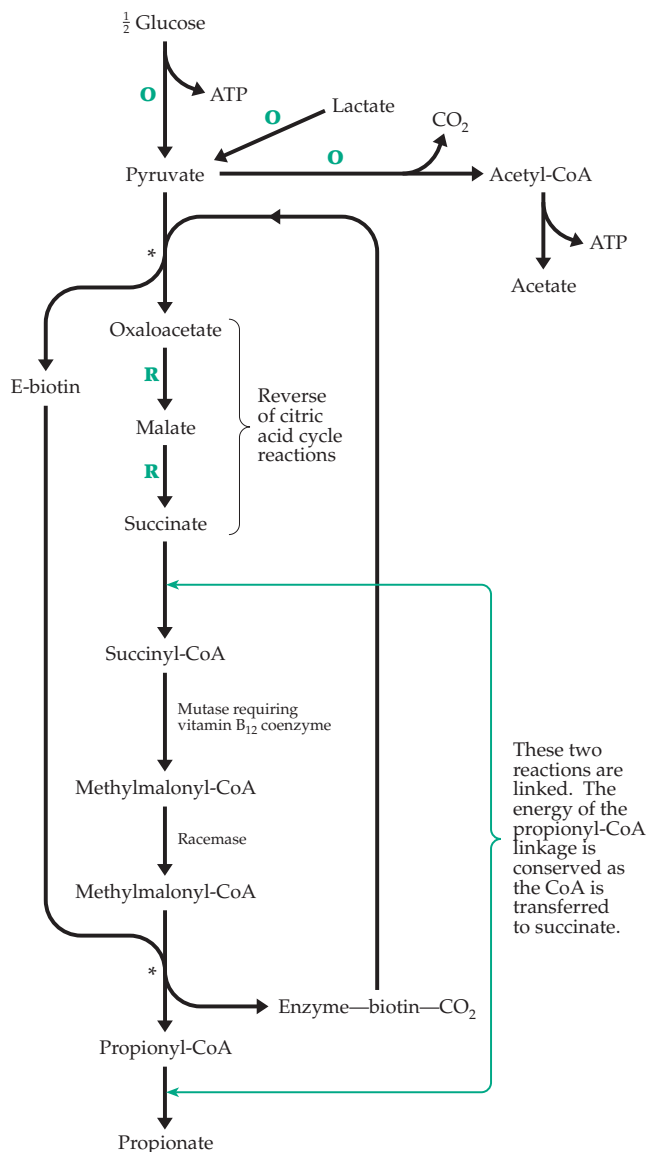 ½ Glucose
O
ATP
Lactate
O
CO₂
O
Pyruvate
Acetyl-CoA
ATP
*
Acetate
Oxaloacetate
R
E-biotin
Malate
R
Succinate
Reverse
of citric
acid cycle
reactions
Succinyl-CoA
Mutase requiring
vitamin B₁₂ coenzyme
Methylmalonyl-CoA
Racemase
Methylmalonyl-CoA
These two
reactions are
linked. The
energy of the
propionyl-CoA
linkage is
conserved as
the CoA is
transferred
to succinate.
*
Enzyme—biotin—CO₂
Propionyl-CoA
Propionate